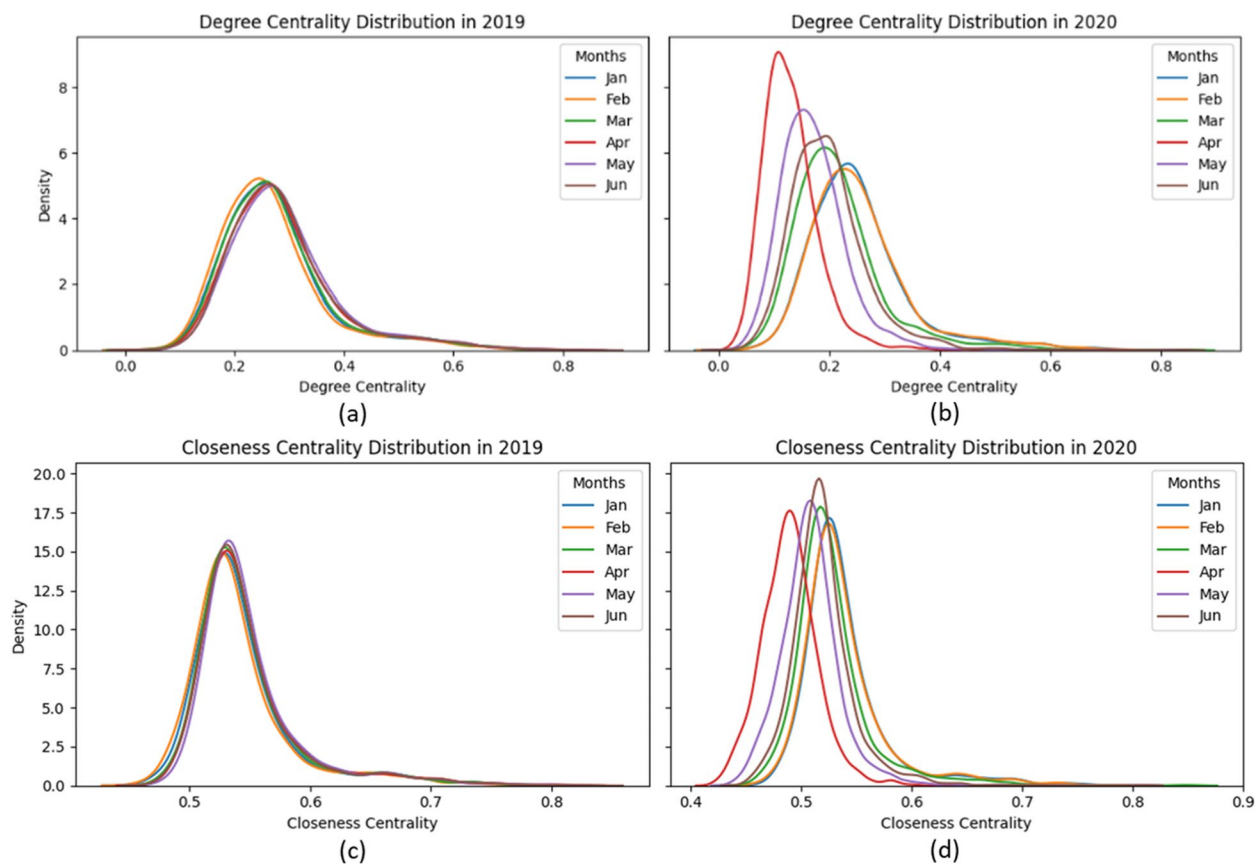 Degree Centrality Distribution in 2019
Months
Jan
Feb
Mar
Apr
May
Jun
Density
8
6
4
2
0
0.0 0.2 0.4 0.6 0.8
Degree Centrality
(a)
Degree Centrality Distribution in 2020
Months
Jan
Feb
Mar
Apr
May
Jun
0.0 0.2 0.4 0.6 0.8
Degree Centrality
(b)
Closeness Centrality Distribution in 2019
Months
Jan
Feb
Mar
Apr
May
Jun
Density
20.0
17.5
15.0
12.5
10.0
7.5
5.0
2.5
0.0
0.5 0.6 0.7 0.8
Closeness Centrality
(c)
Closeness Centrality Distribution in 2020
Months
Jan
Feb
Mar
Apr
May
Jun
0.4 0.5 0.6 0.7 0.8 0.9
Closeness Centrality
(d)